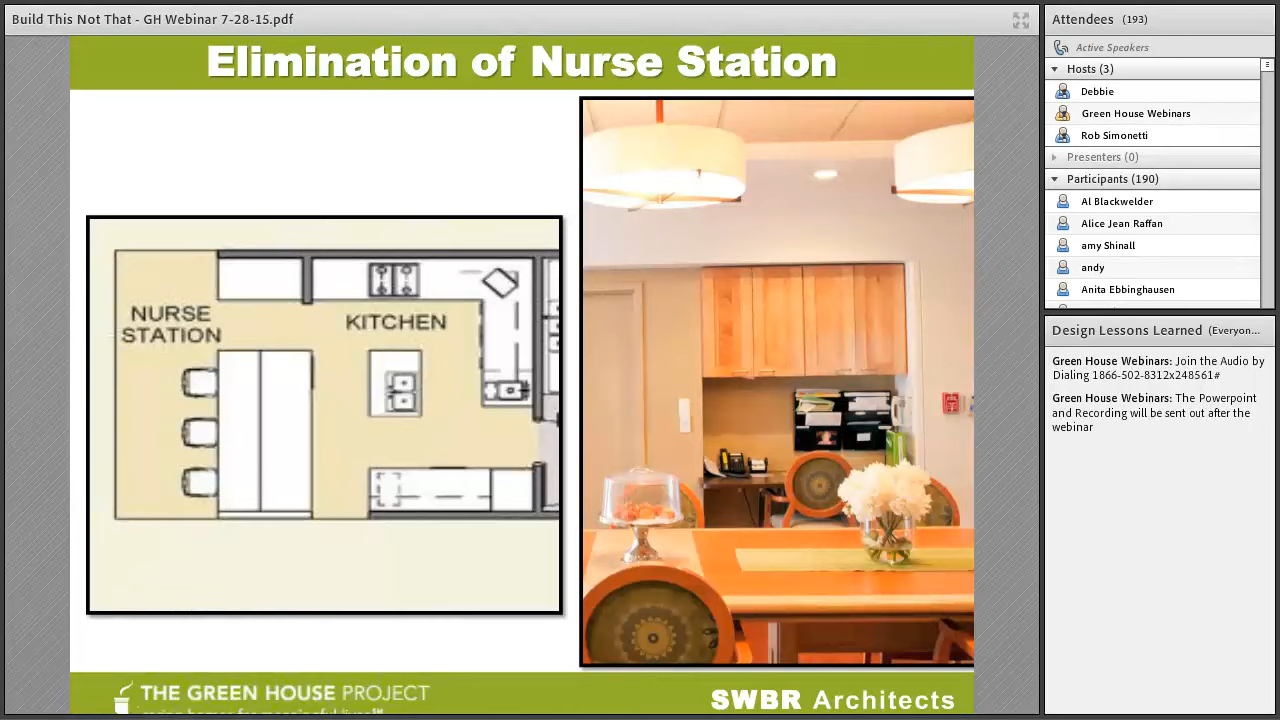 Build This Not That - GH Webinar 7-28-15.pdf
Elimination of Nurse Station
NURSE
STATION
KITCHEN
THE GREEN HOUSE PROJECT
SWBR Architects
Attendees (193)
Active Speakers
Hosts (3)
Debbie
Green House Webinars
Rob Simonetti
Presenters (0)
Participants (190)
Al Blackwelder
Alice Jean Raffan
amy Shinall
andy
Anita Ebbinghausen
Design Lessons Learned (Everyon...
Green House Webinars: Join the Audio by
Dialing 1866-502-8312x248561#
Green House Webinars: The Powerpoint
and Recording will be sent out after the
webinar